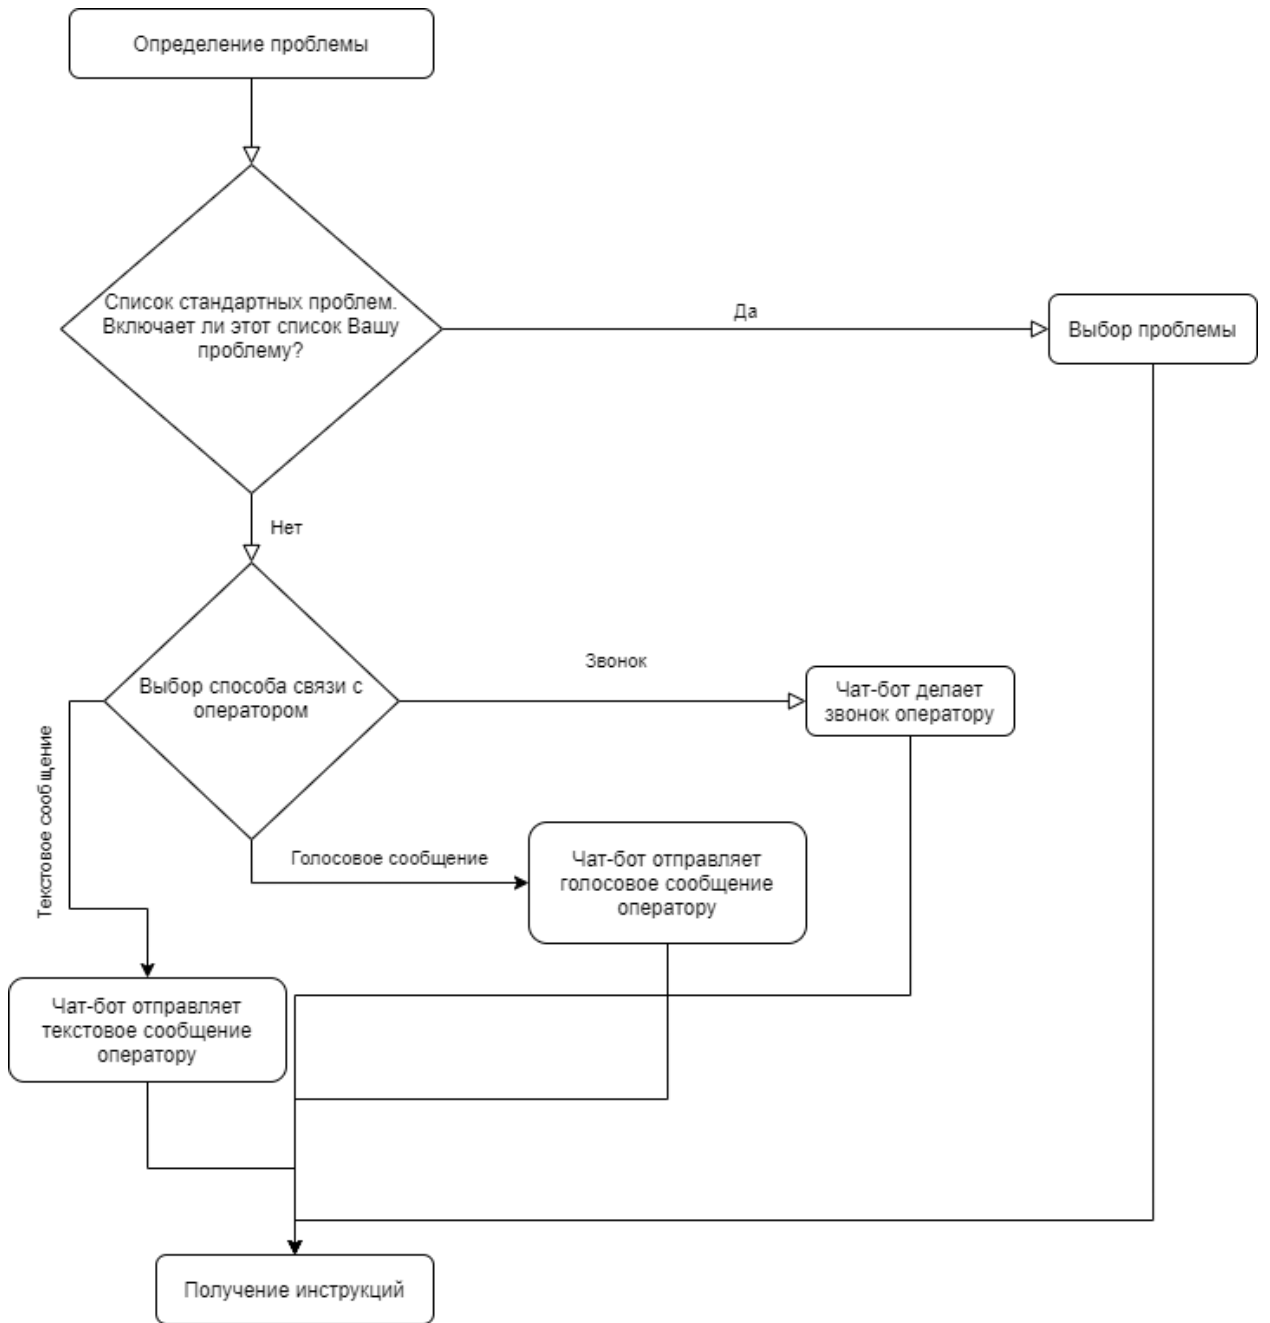 Определение проблемы
Список стандартных проблем.
Включает ли этот список Вашу
проблему?
Да
Выбор проблемы
Нет
Выбор способа связи с
оператором
Звонок
Чат-бот делает
звонок оператору
Текстовое сообщение
Голосовое сообщение
Чат-бот отправляет
голосовое сообщение
оператору
Чат-бот отправляет
текстовое сообщение
оператору
Получение инструкций